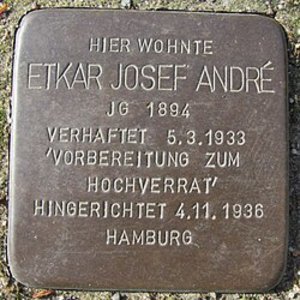 HIER WOHNTE
ETKAR JOSEF ANDRÉ
JG 1894
VERHAFTET 5.3.1933
'VORBEREITUNG ZUM
HOCHVERRAT'
HINGERICHTET 4.11.1936
HAMBURG